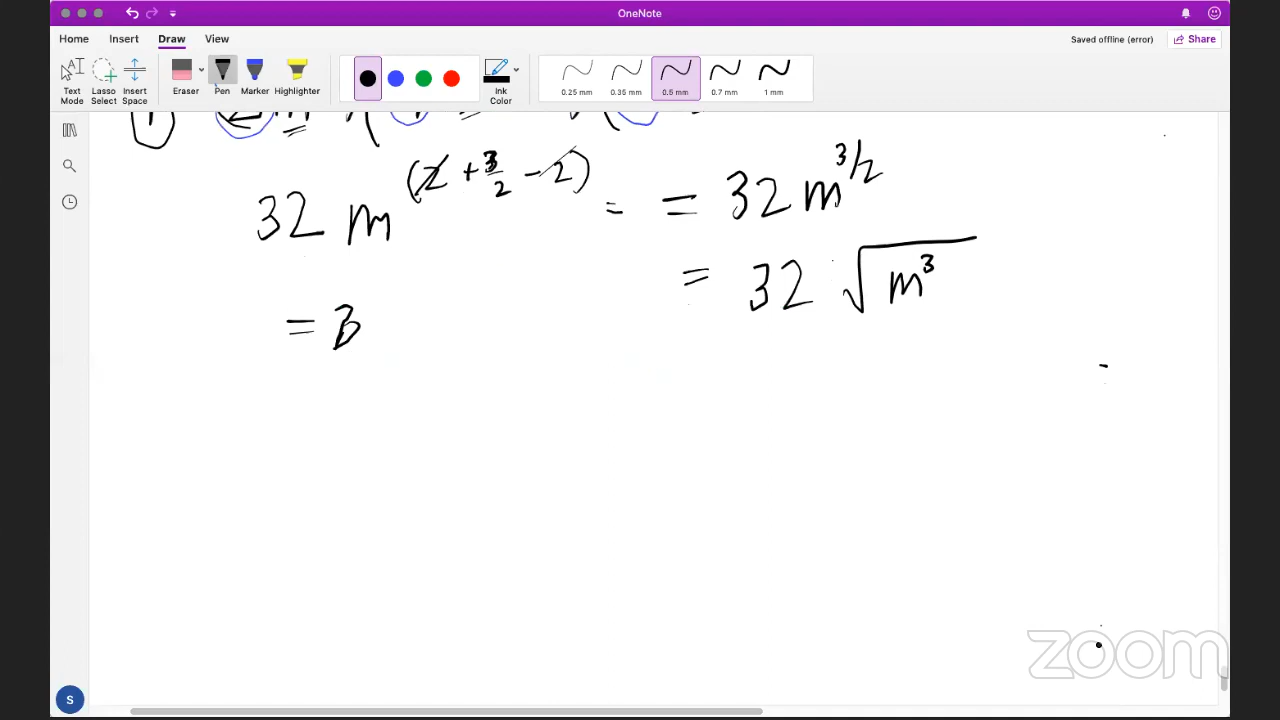 OneNote
Home Insert Draw View
Saved offline (error) Share
Text Mode
Lasso Select
Insert Space
Eraser
Pen
Marker
Highlighter
Ink Color
0.25 mm
0.35 mm
0.5 mm
0.7 mm
1 mm
32 m^(2 + 3/2 - 2) = = 32 m^3/2
= 32 √m^3
= B
zoom
S